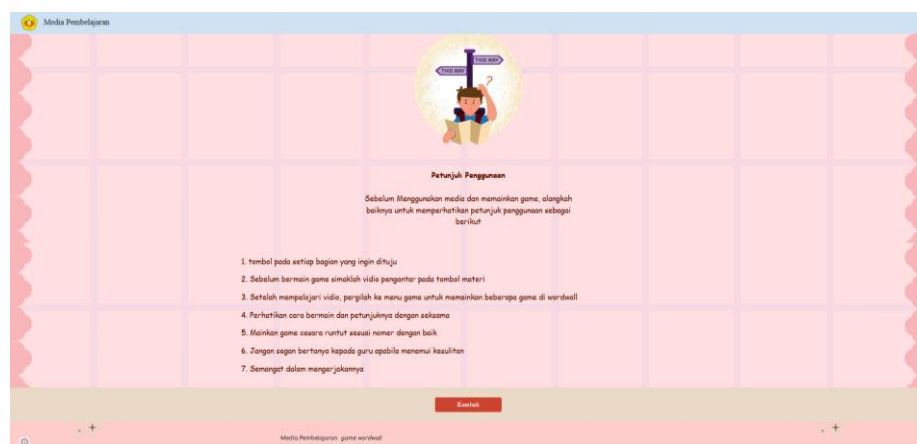 Media Pembelajaran
THIS WAY
THIS WAY
?
Petunjuk Penggunaan
Sebelum Menggunakan media dan memainkan game, alangkah
baiknya untuk memperhatikan petunjuk penggunaan sebagai
berikut
1. tombol pada setiap bagian yang ingin dituju
2. Sebelum bermain game simaklah vidio pengantar pada tombol materi
3. Setelah mempelajari vidio, pergilah ke menu game untuk memainkan beberapa game di wordwall
4. Perhatikan cara bermain dan petunjuknya dengan seksama
5. Mainkan game cesara runtut sesuai nomer dengan baik
6. Jangan segan bertanya kepada guru apabila menemui kesulitan
7. Semangat dalam mengerjakannya
Kembali
Media Pembelajaran game wordwall